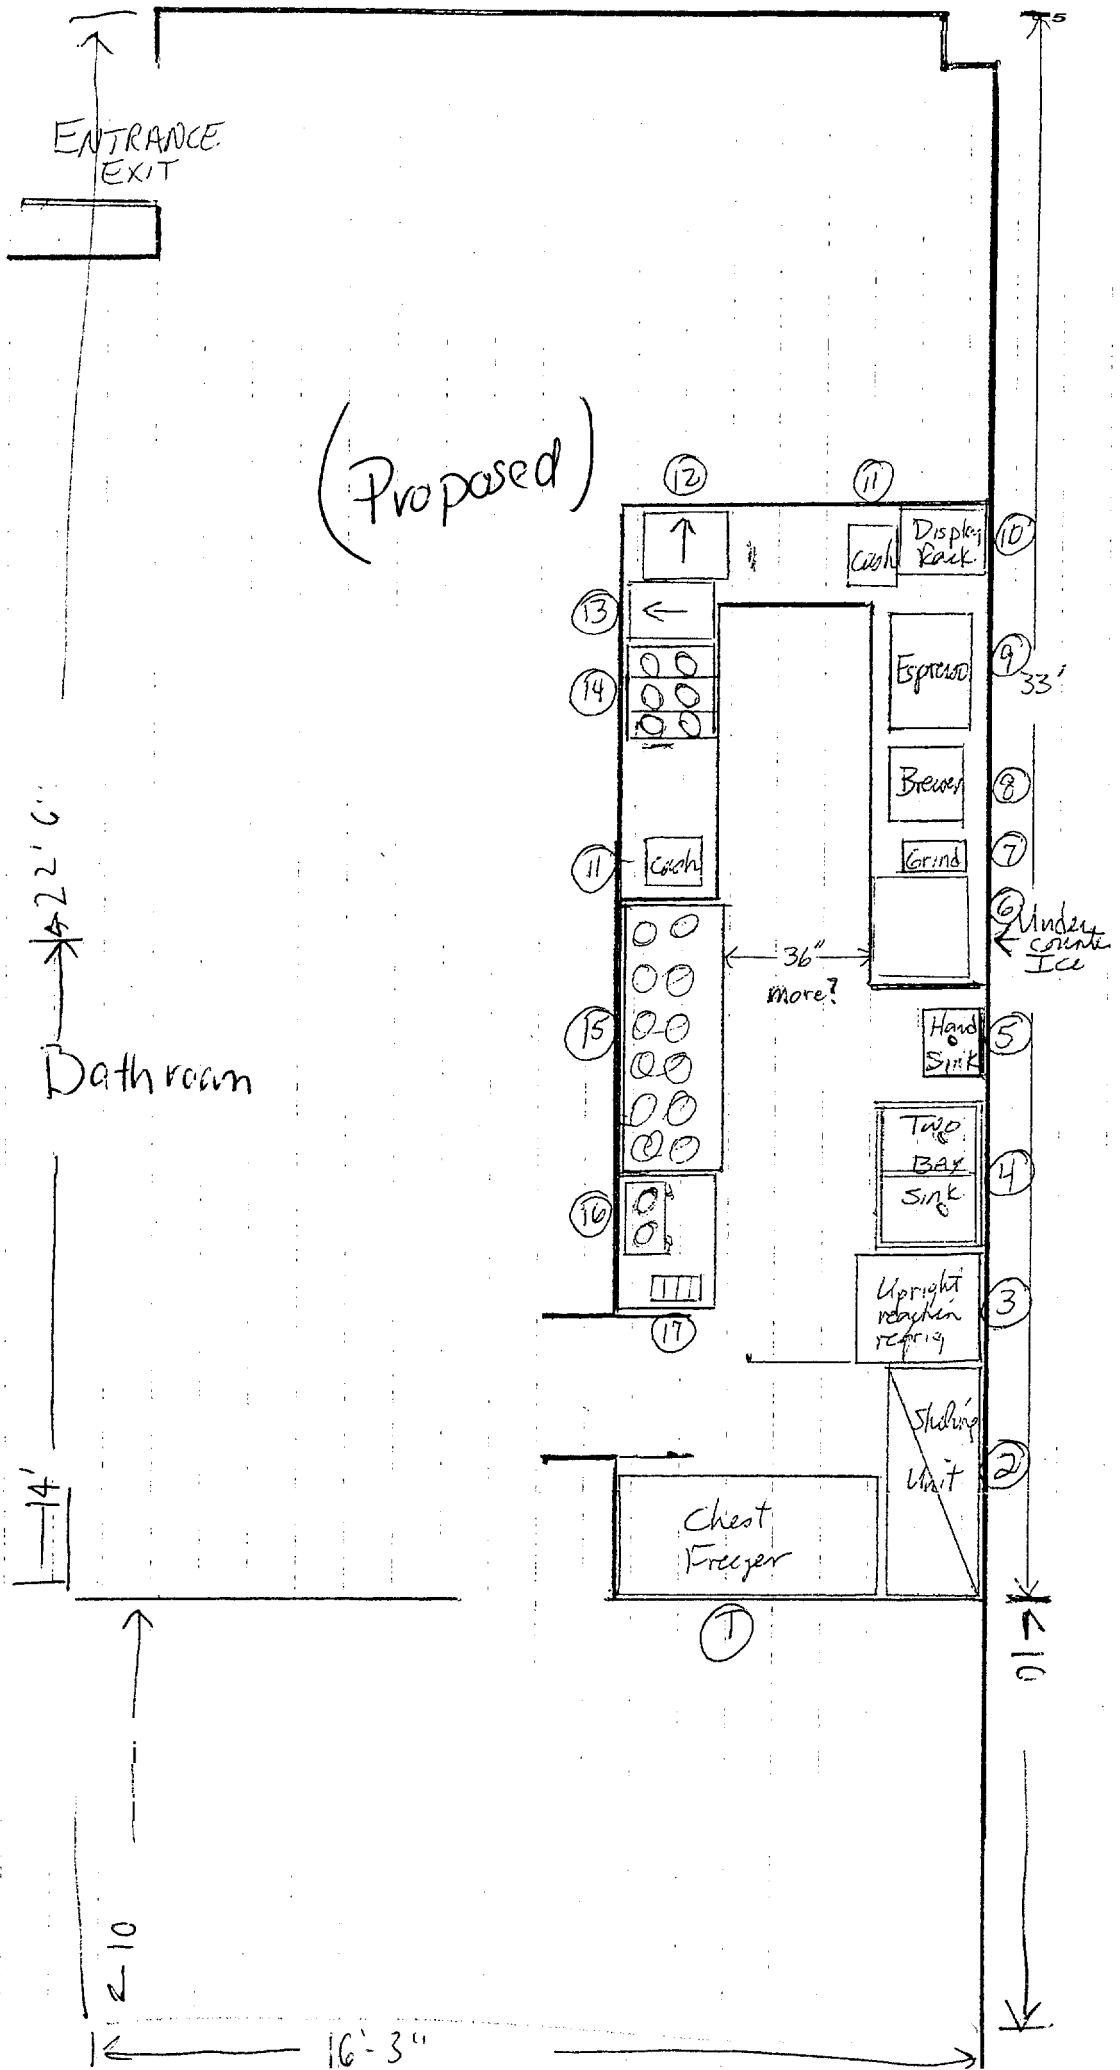 5
ENTRANCE
EXIT
(Proposed)
12
11
Cash
Display
Rack
10
13
14
Espresso
9
33'
Brewer
8
11
Cash
Grind
7
22' 6"
6
Under
counter
Ice
36"
more?
15
Hand
Sink
5
Bathroom
Two
BAY
Sink
4
16
Upright
reachin
refrig
3
17
Shelving
Unit
2
14'
Chest
Freezer
1
10
10
16'-3"